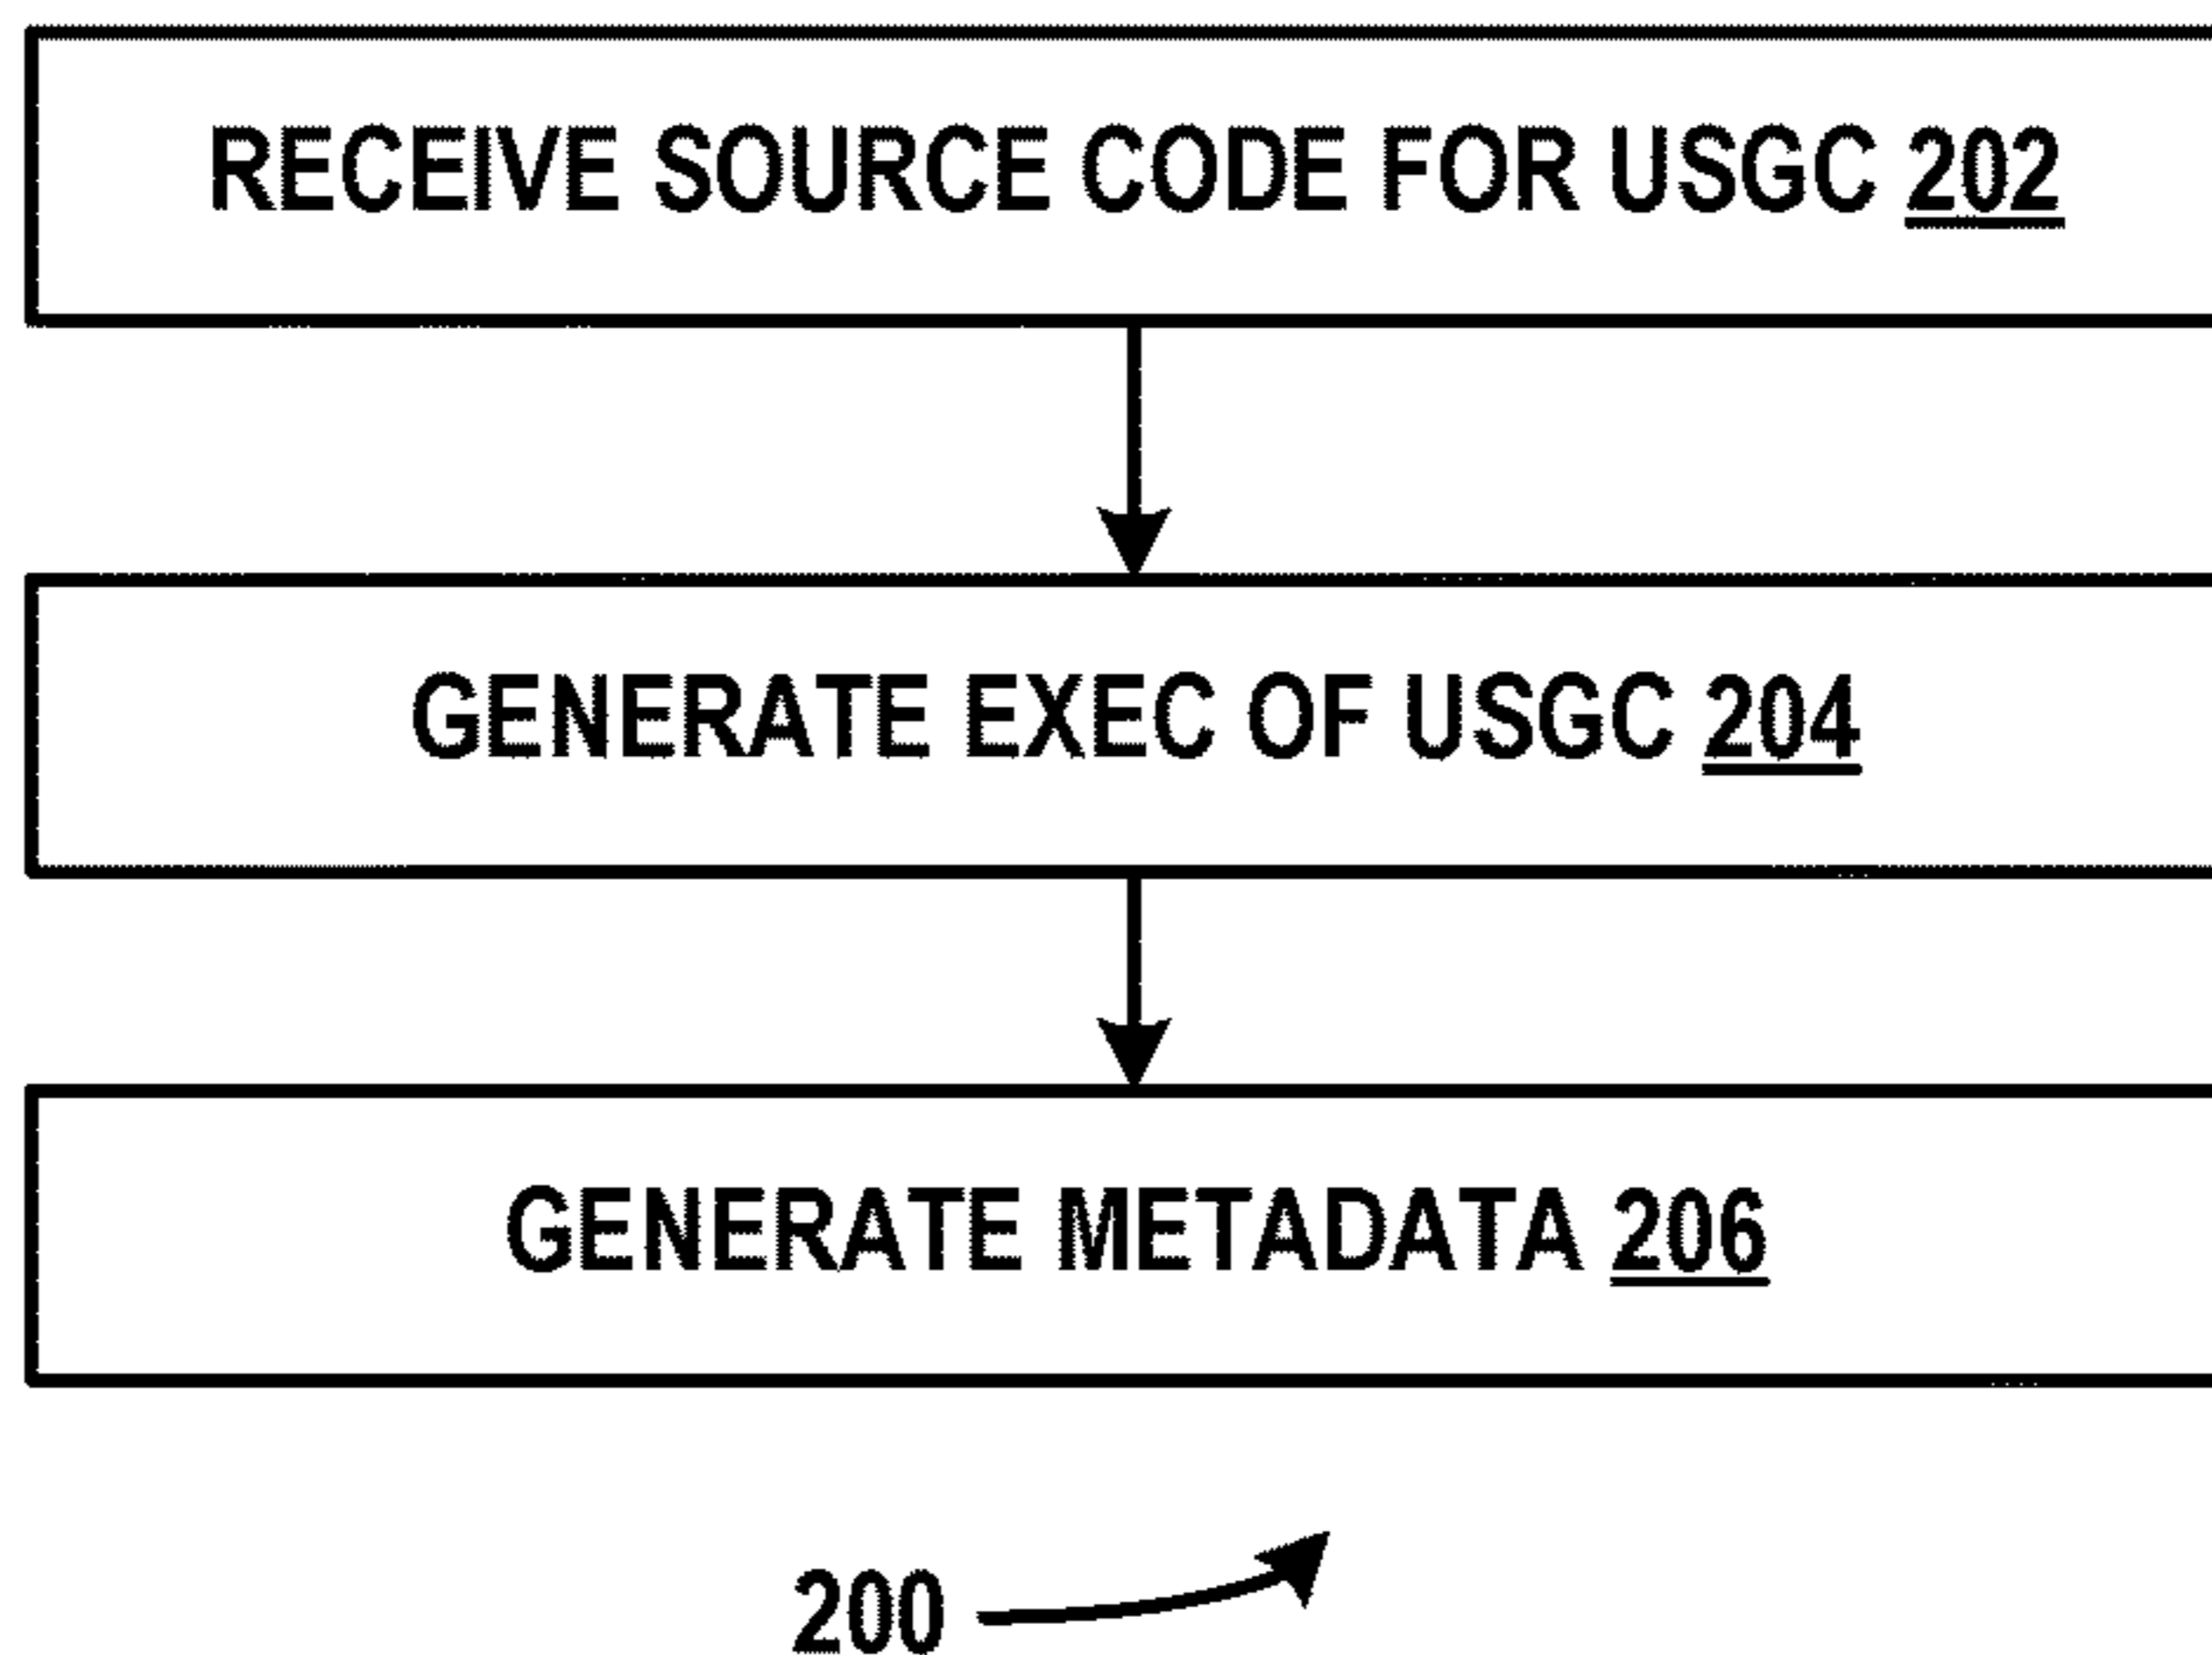 RECEIVE SOURCE CODE FOR USGC 202
GENERATE EXEC OF USGC 204
GENERATE METADATA 206
200